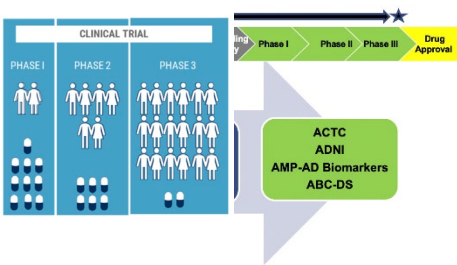 CLINICAL TRIAL
PHASE I
PHASE 2
PHASE 3
Phase I
Phase II
Phase III
Drug
Approval
ACTC
ADNI
AMP-AD Biomarkers
ABC-DS